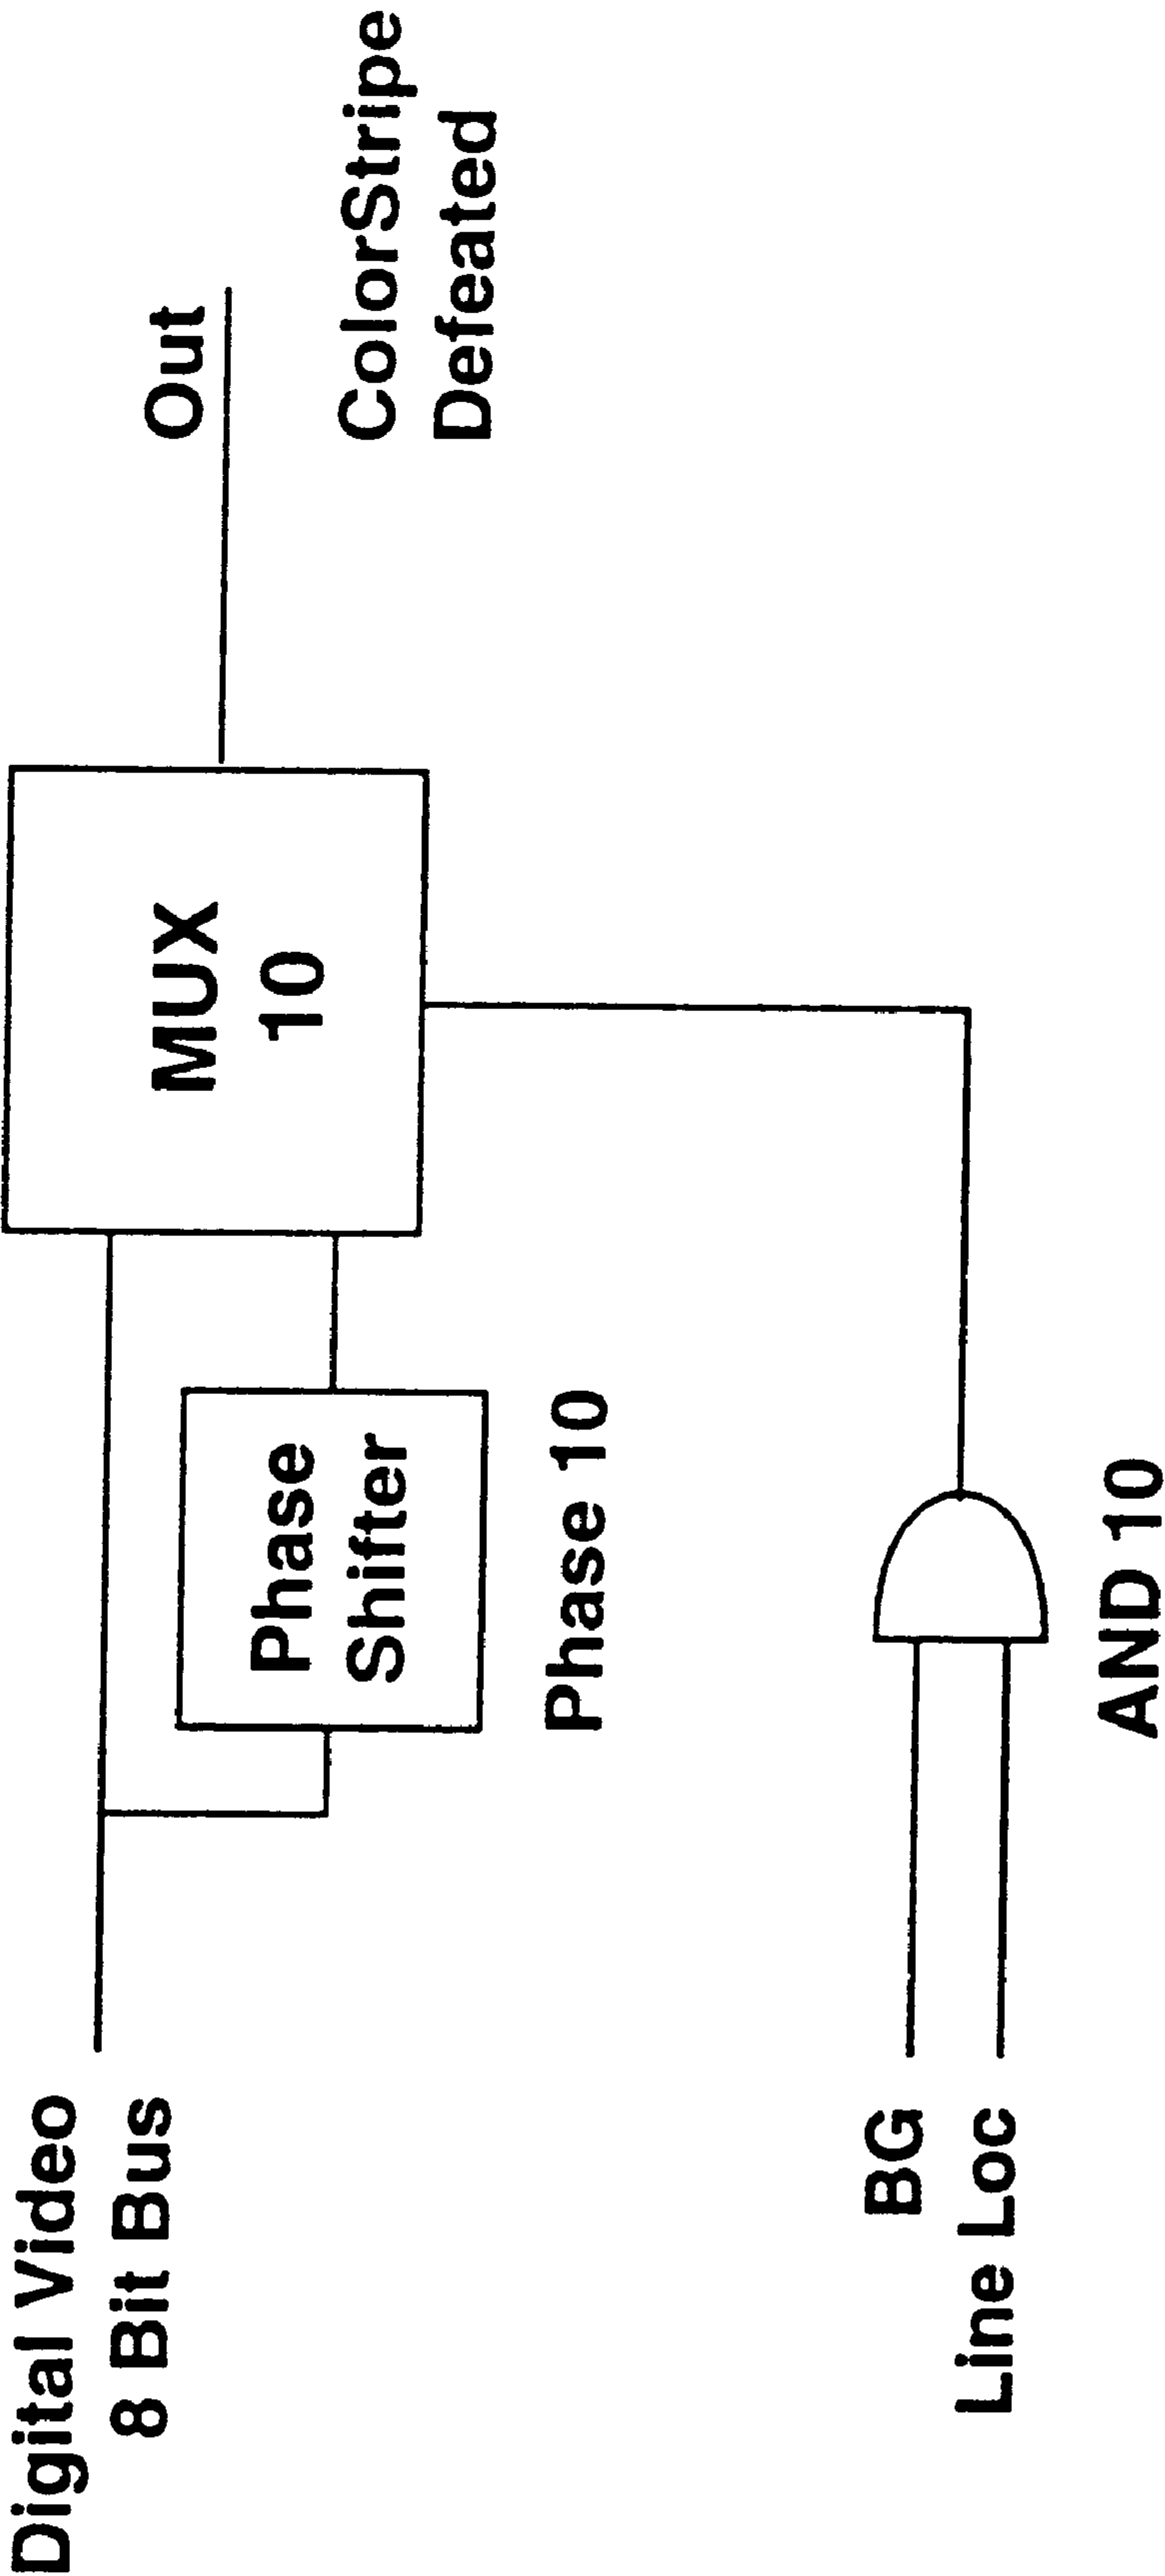 Digital Video
8 Bit Bus
Phase
Shifter
Phase 10
MUX
10
Out
ColorStripe
Defeated
BG
Line Loc
AND 10